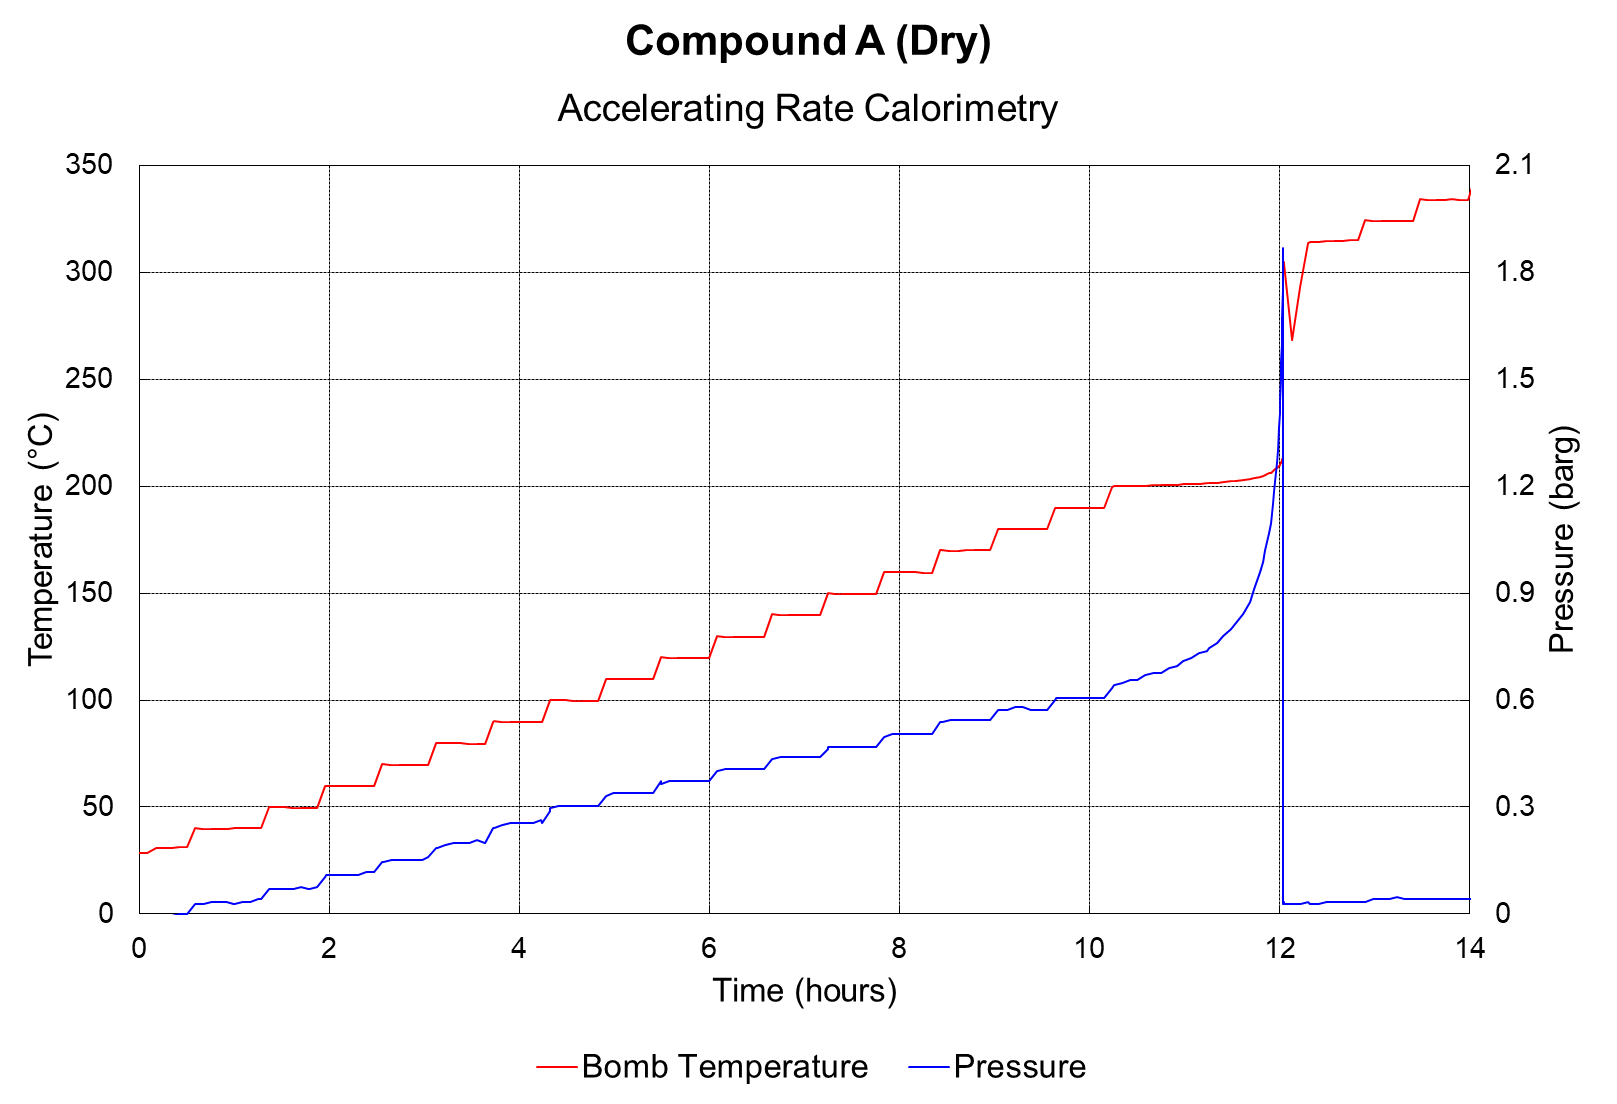 Compound A (Dry)
Accelerating Rate Calorimetry
350
300
250
200
150
100
50
0
Temperature (°C)
2.1
1.8
1.5
1.2
0.9
0.6
0.3
0
Pressure (barg)
0 2 4 6 8 10 12 14
Time (hours)
Bomb Temperature Pressure